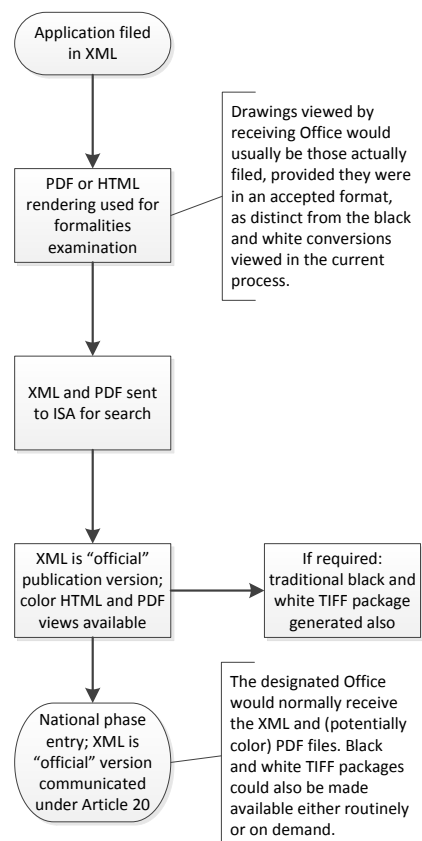 Application filed
in XML
Drawings viewed by
receiving Office would
usually be those actually
filed, provided they were
in an accepted format,
as distinct from the black
and white conversions
viewed in the current
process.
PDF or HTML
rendering used for
formalities
examination
XML and PDF sent
to ISA for search
XML is “official”
publication version;
color HTML and PDF
views available
If required:
traditional black and
white TIFF package
generated also
The designated Office
would normally receive
the XML and (potentially
color) PDF files. Black
and white TIFF packages
could also be made
available either routinely
or on demand.
National phase
entry; XML is
“official” version
communicated
under Article 20